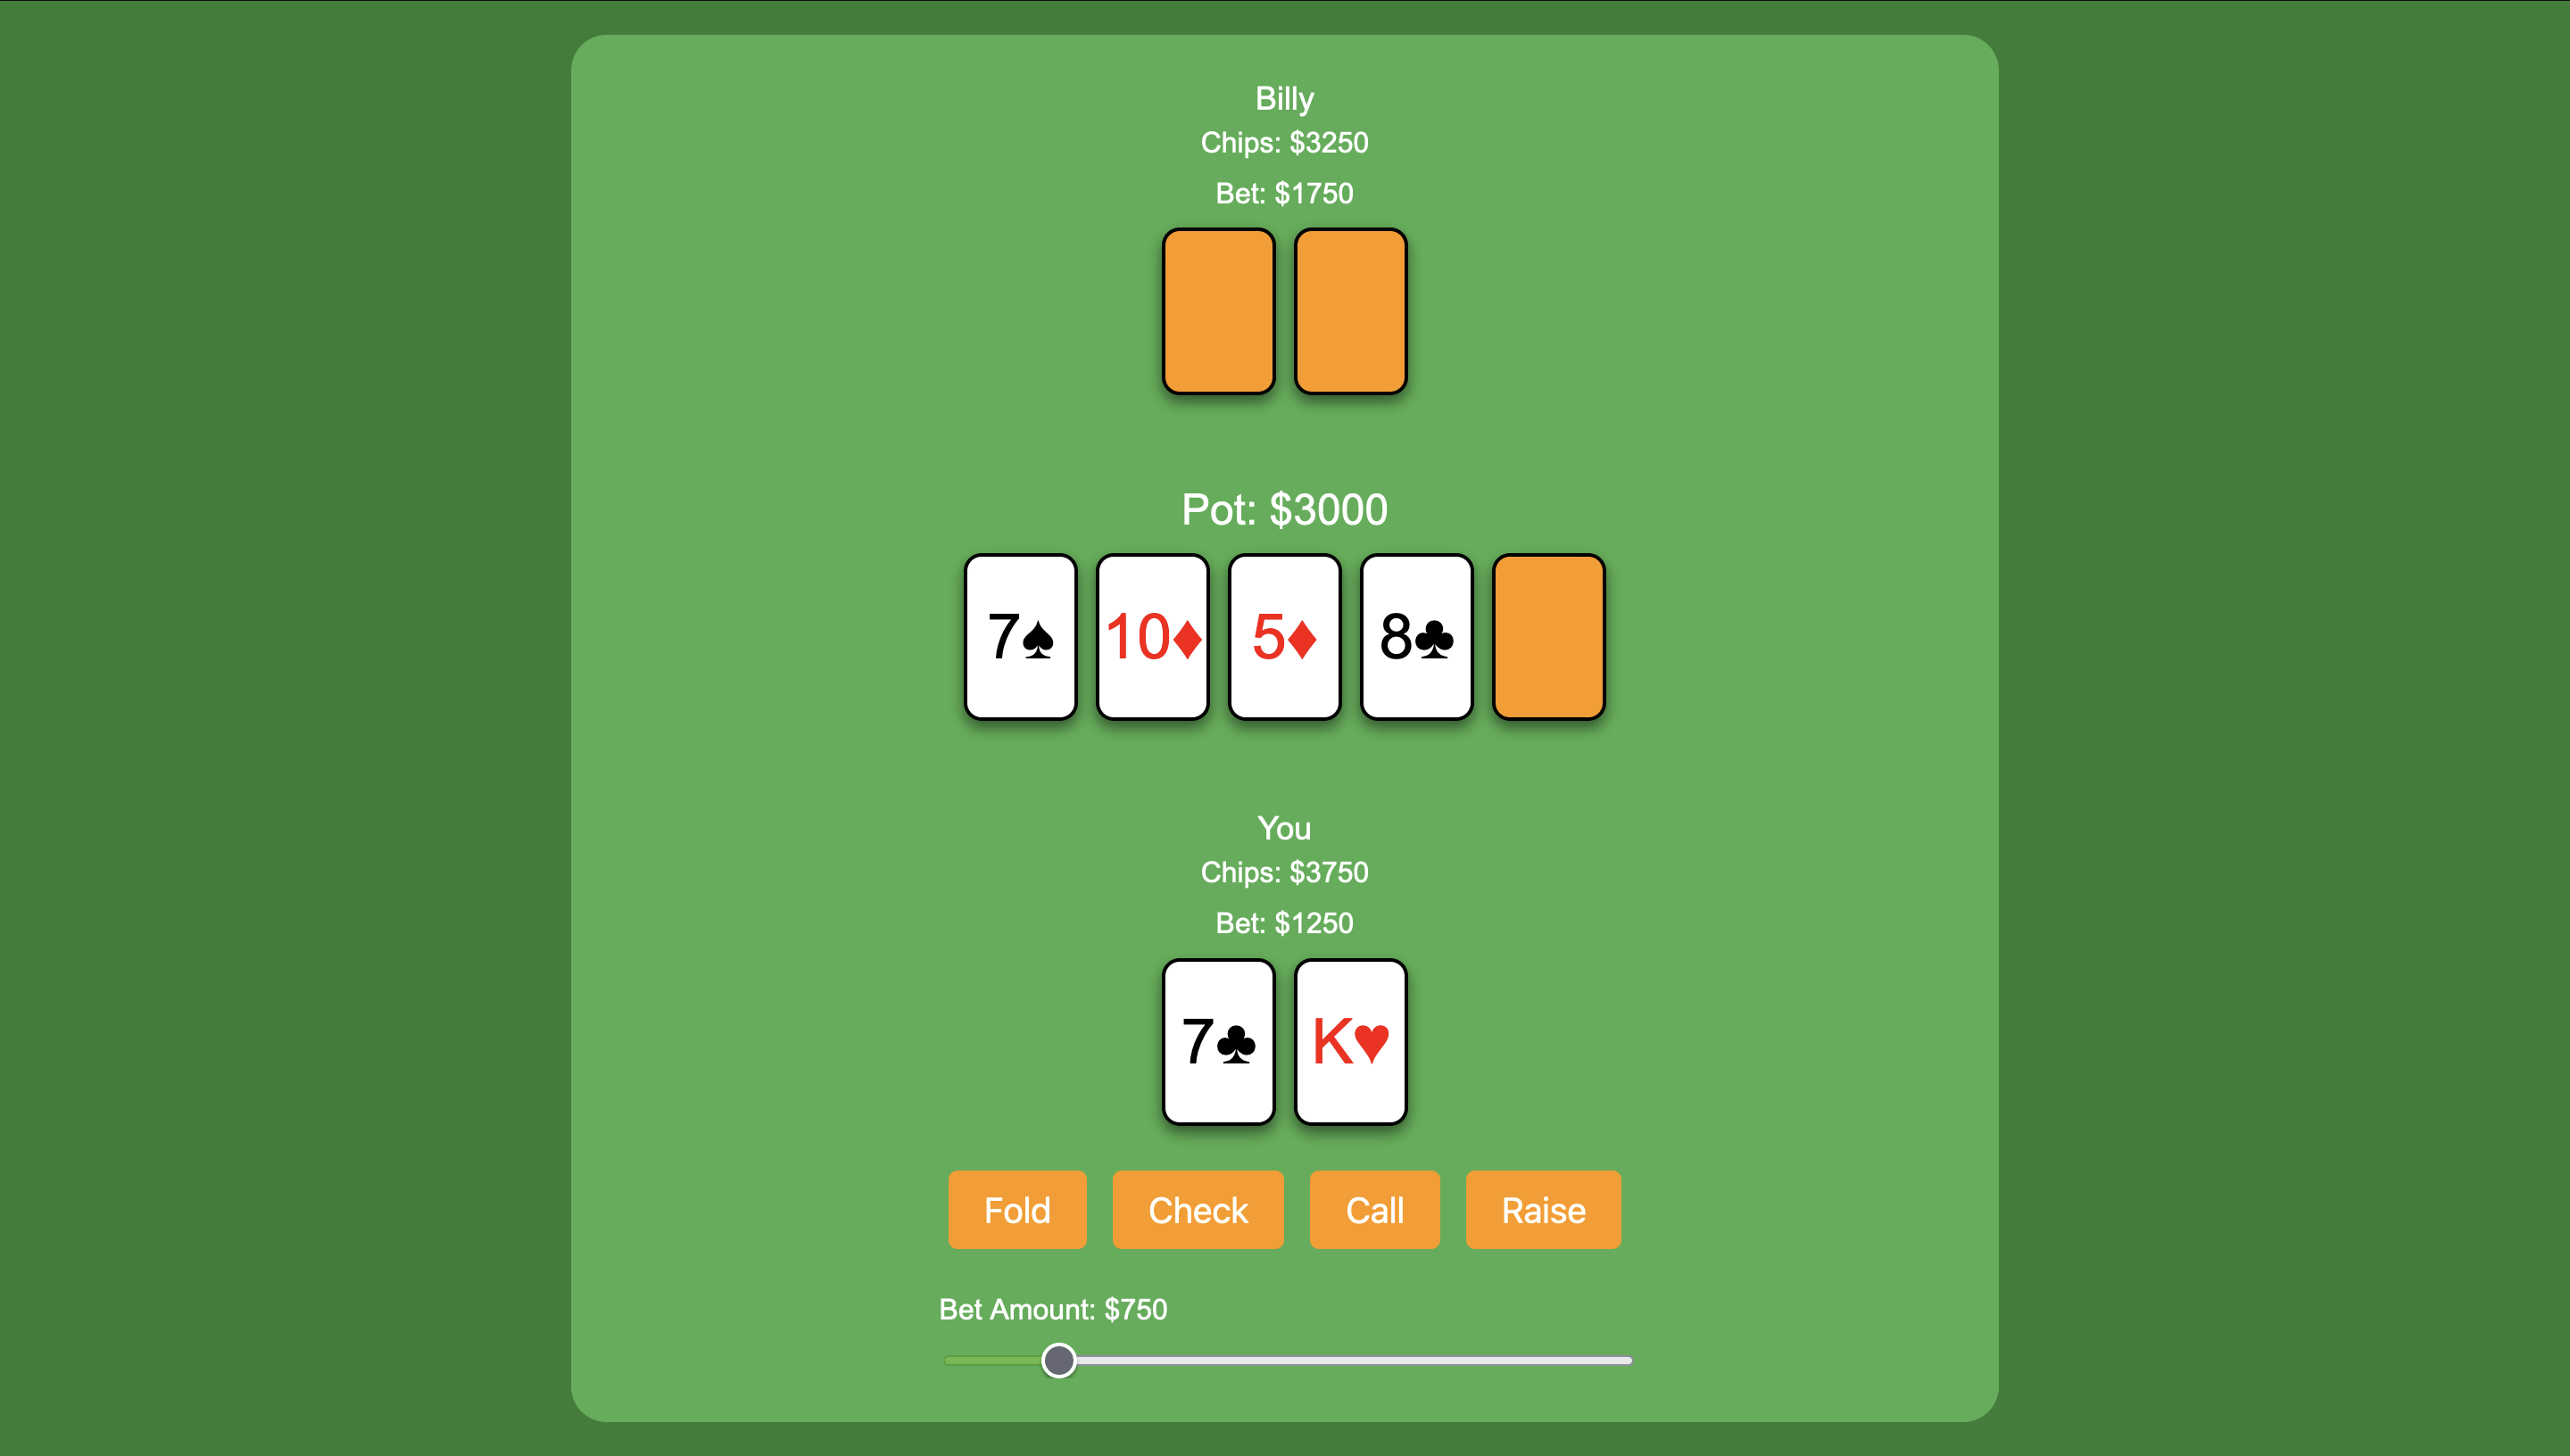 Billy
Chips: $3250
Bet: $1750
Pot: $3000
7♠ 10♦ 5♦ 8♣
You
Chips: $3750
Bet: $1250
7♣ K♥
Fold Check Call Raise
Bet Amount: $750